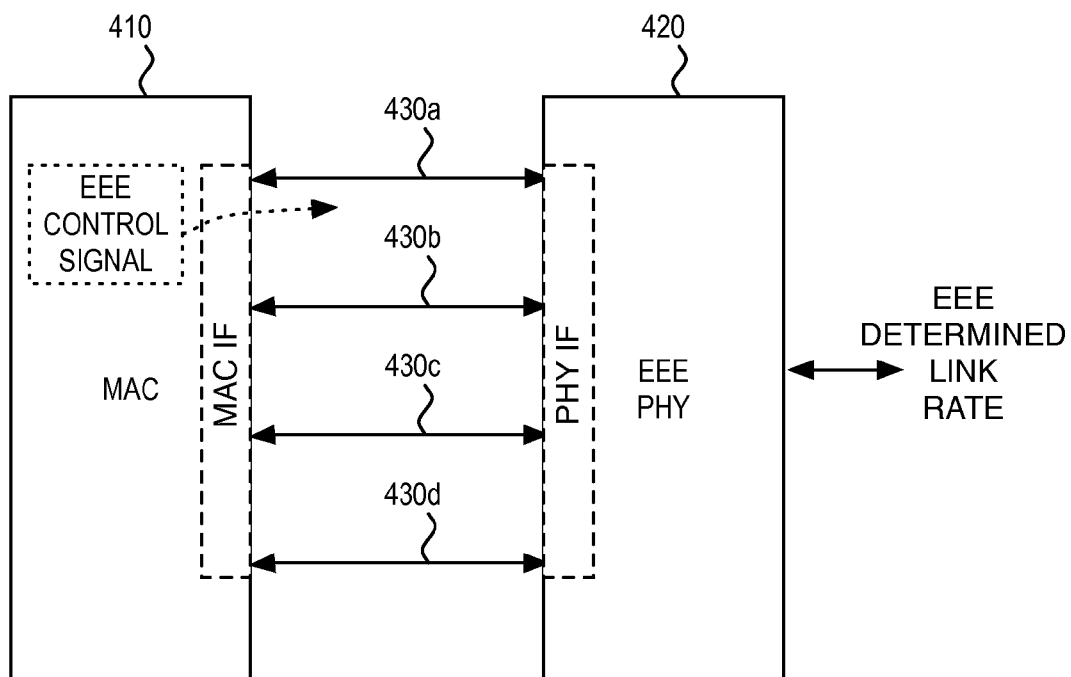 410
420
430a
EEE
CONTROL
SIGNAL
430b
MAC IF
PHY IF
EEE
DETERMINED
LINK
RATE
MAC
430c
EEE
PHY
430d